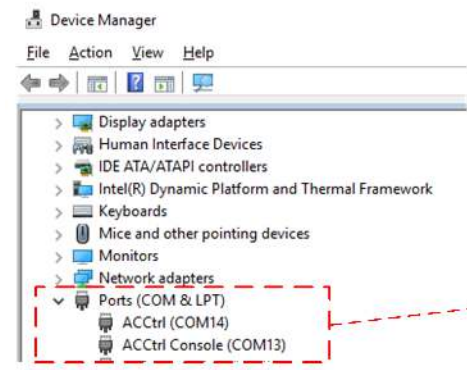 Device Manager
File Action View Help
Display adapters
Human Interface Devices
IDE ATA/ATAPI controllers
Intel(R) Dynamic Platform and Thermal Framework
Keyboards
Mice and other pointing devices
Monitors
Network adapters
Ports (COM & LPT)
ACCtrl (COM14)
ACCtrl Console (COM13)